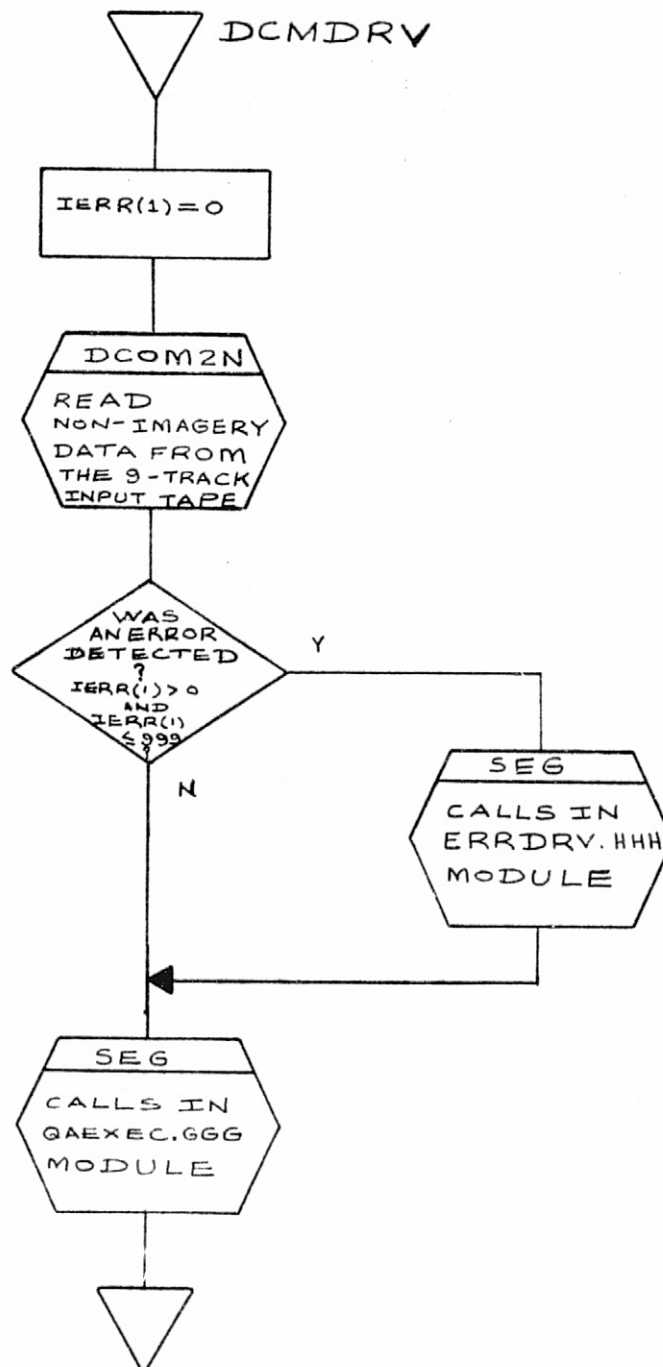 DCMDRV
IERR(1)=0
DCOM2N
READ
NON-IMAGERY
DATA FROM
THE 9-TRACK
INPUT TAPE
WAS
AN ERROR
DETECTED
?
IERR(1)>0
AND
IERR(1)
≤999
Y
N
SEG
CALLS IN
ERRDRV.HHH
MODULE
SEG
CALLS IN
QAEXEC.GGG
MODULE